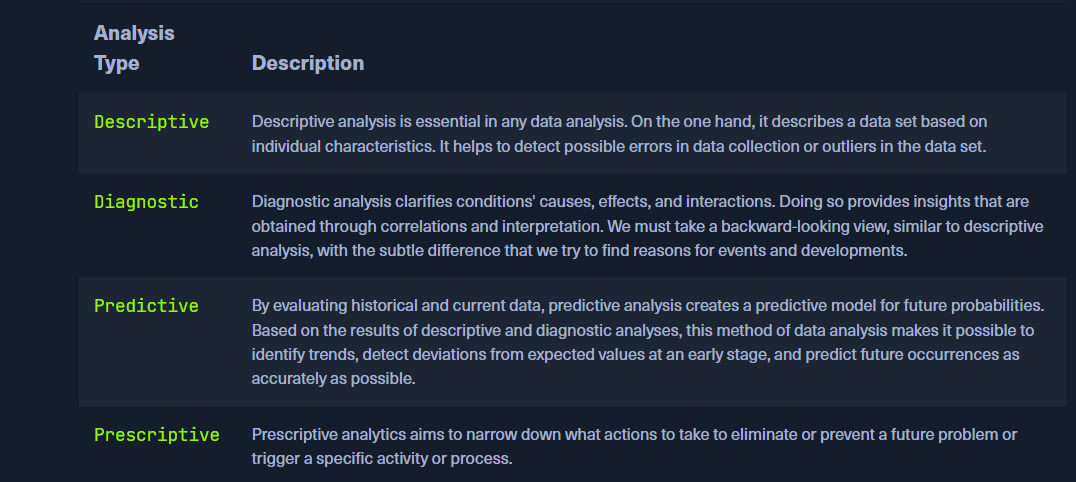 Analysis
Type Description
Descriptive Descriptive analysis is essential in any data analysis. On the one hand, it describes a data set based on
individual characteristics. It helps to detect possible errors in data collection or outliers in the data set.
Diagnostic Diagnostic analysis clarifies conditions' causes, effects, and interactions. Doing so provides insights that are
obtained through correlations and interpretation. We must take a backward-looking view, similar to descriptive
analysis, with the subtle difference that we try to find reasons for events and developments.
Predictive By evaluating historical and current data, predictive analysis creates a predictive model for future probabilities.
Based on the results of descriptive and diagnostic analyses, this method of data analysis makes it possible to
identify trends, detect deviations from expected values at an early stage, and predict future occurrences as
accurately as possible.
Prescriptive Prescriptive analytics aims to narrow down what actions to take to eliminate or prevent a future problem or
trigger a specific activity or process.